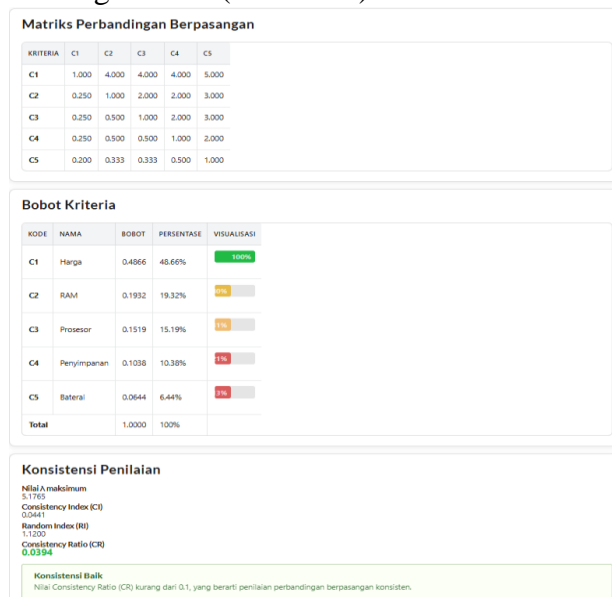 Matriks Perbandingan Berpasangan
KRITERIA C1 C2 C3 C4 C5
C1 1.000 4.000 4.000 4.000 5.000
C2 0.250 1.000 2.000 2.000 3.000
C3 0.250 0.500 1.000 2.000 3.000
C4 0.250 0.500 0.500 1.000 2.000
C5 0.200 0.333 0.333 0.500 1.000
Bobot Kriteria
KODE NAMA BOBOT PERSENTASE VISUALISASI
C1 Harga 0.4866 48.66% 100%
C2 RAM 0.1932 19.32%
C3 Prosesor 0.1519 15.19%
C4 Penyimpanan 0.1038 10.38%
C5 Baterai 0.0644 6.44%
Total 1.0000 100%
Konsistensi Penilaian
Nilai λ maksimum
5.1765
Consistency Index (CI)
0.0441
Random Index (RI)
1.1200
Consistency Ratio (CR)
0.0394
Konsistensi Baik
Nilai Consistency Ratio (CR) kurang dari 0.1, yang berarti penilaian perbandingan berpasangan konsisten.